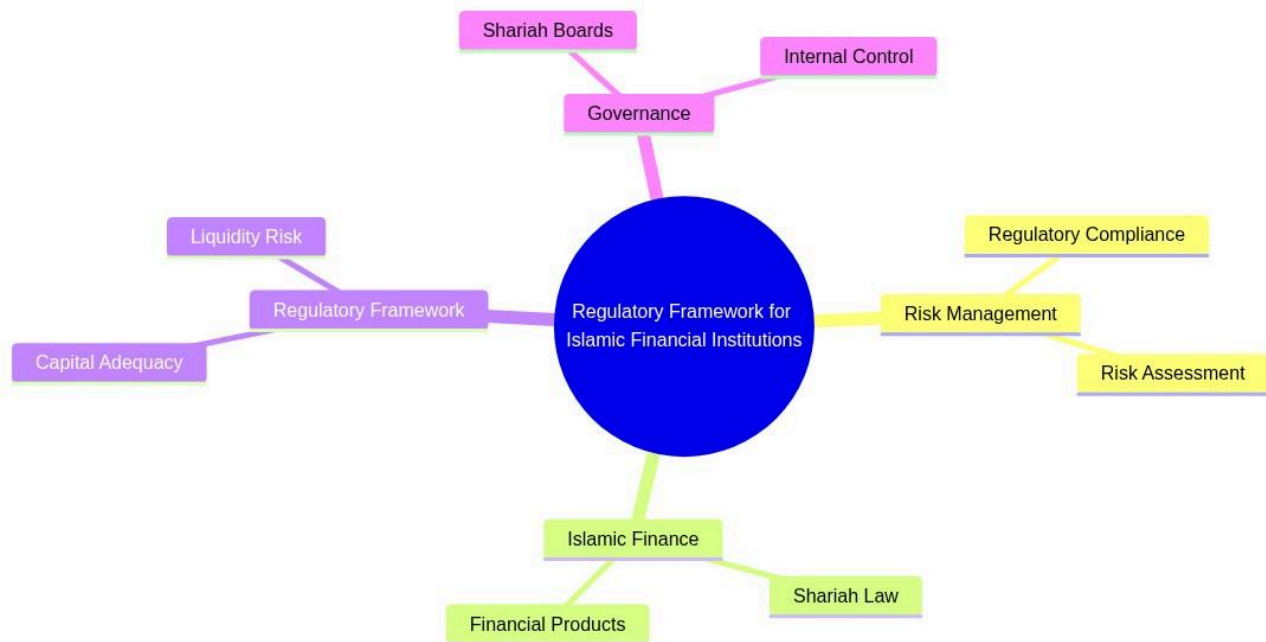 Shariah Boards
Internal Control
Governance
Liquidity Risk
Regulatory Compliance
Regulatory Framework
Regulatory Framework for
Islamic Financial Institutions
Risk Management
Capital Adequacy
Risk Assessment
Islamic Finance
Shariah Law
Financial Products